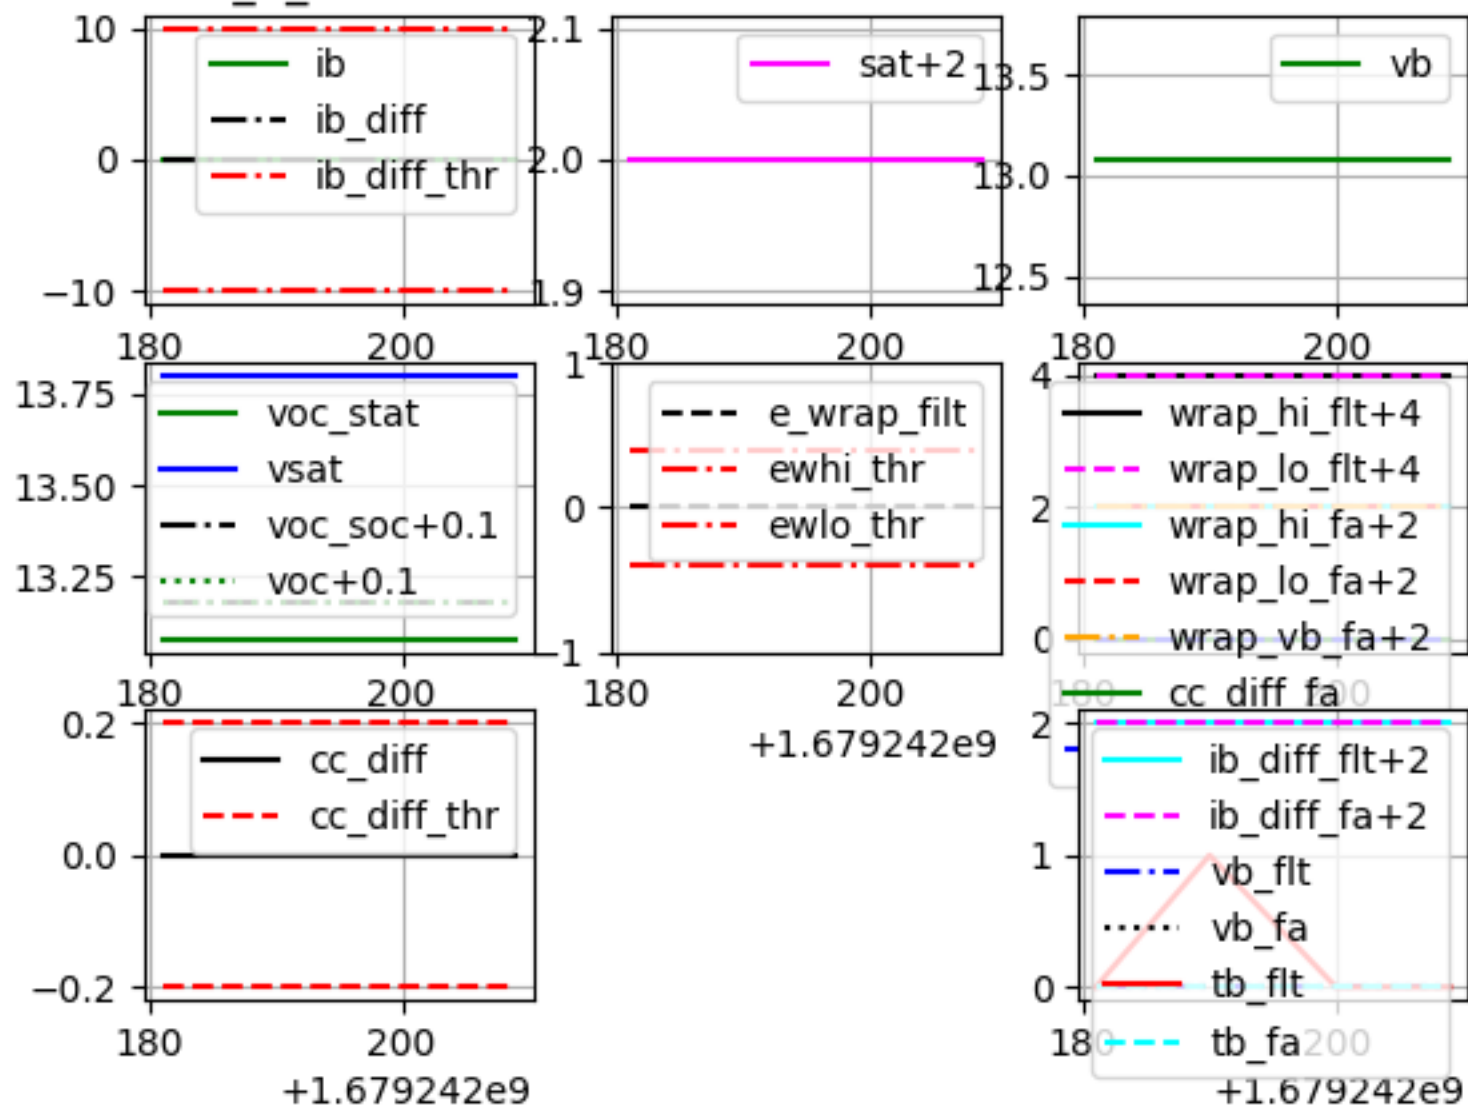 10
0
−10
ib
ib_diff
ib_diff_thr
180
200
2.1
2.0
1.9
sat+2
180
200
13.5
13.0
12.5
vb
180
200
13.75
13.50
13.25
voc_stat
vsat
voc_soc+0.1
voc+0.1
180
200
1
0
−1
e_wrap_filt
ewhi_thr
ewlo_thr
180
200
+1.679242e9
4
2
0
wrap_hi_flt+4
wrap_lo_flt+4
wrap_hi_fa+2
wrap_lo_fa+2
wrap_vb_fa+2
cc_diff_fa
180
200
0.2
0.0
−0.2
cc_diff
cc_diff_thr
180
200
+1.679242e9
2
1
0
ib_diff_flt+2
ib_diff_fa+2
vb_flt
vb_fa
tb_flt
tb_fa
180
200
+1.679242e9